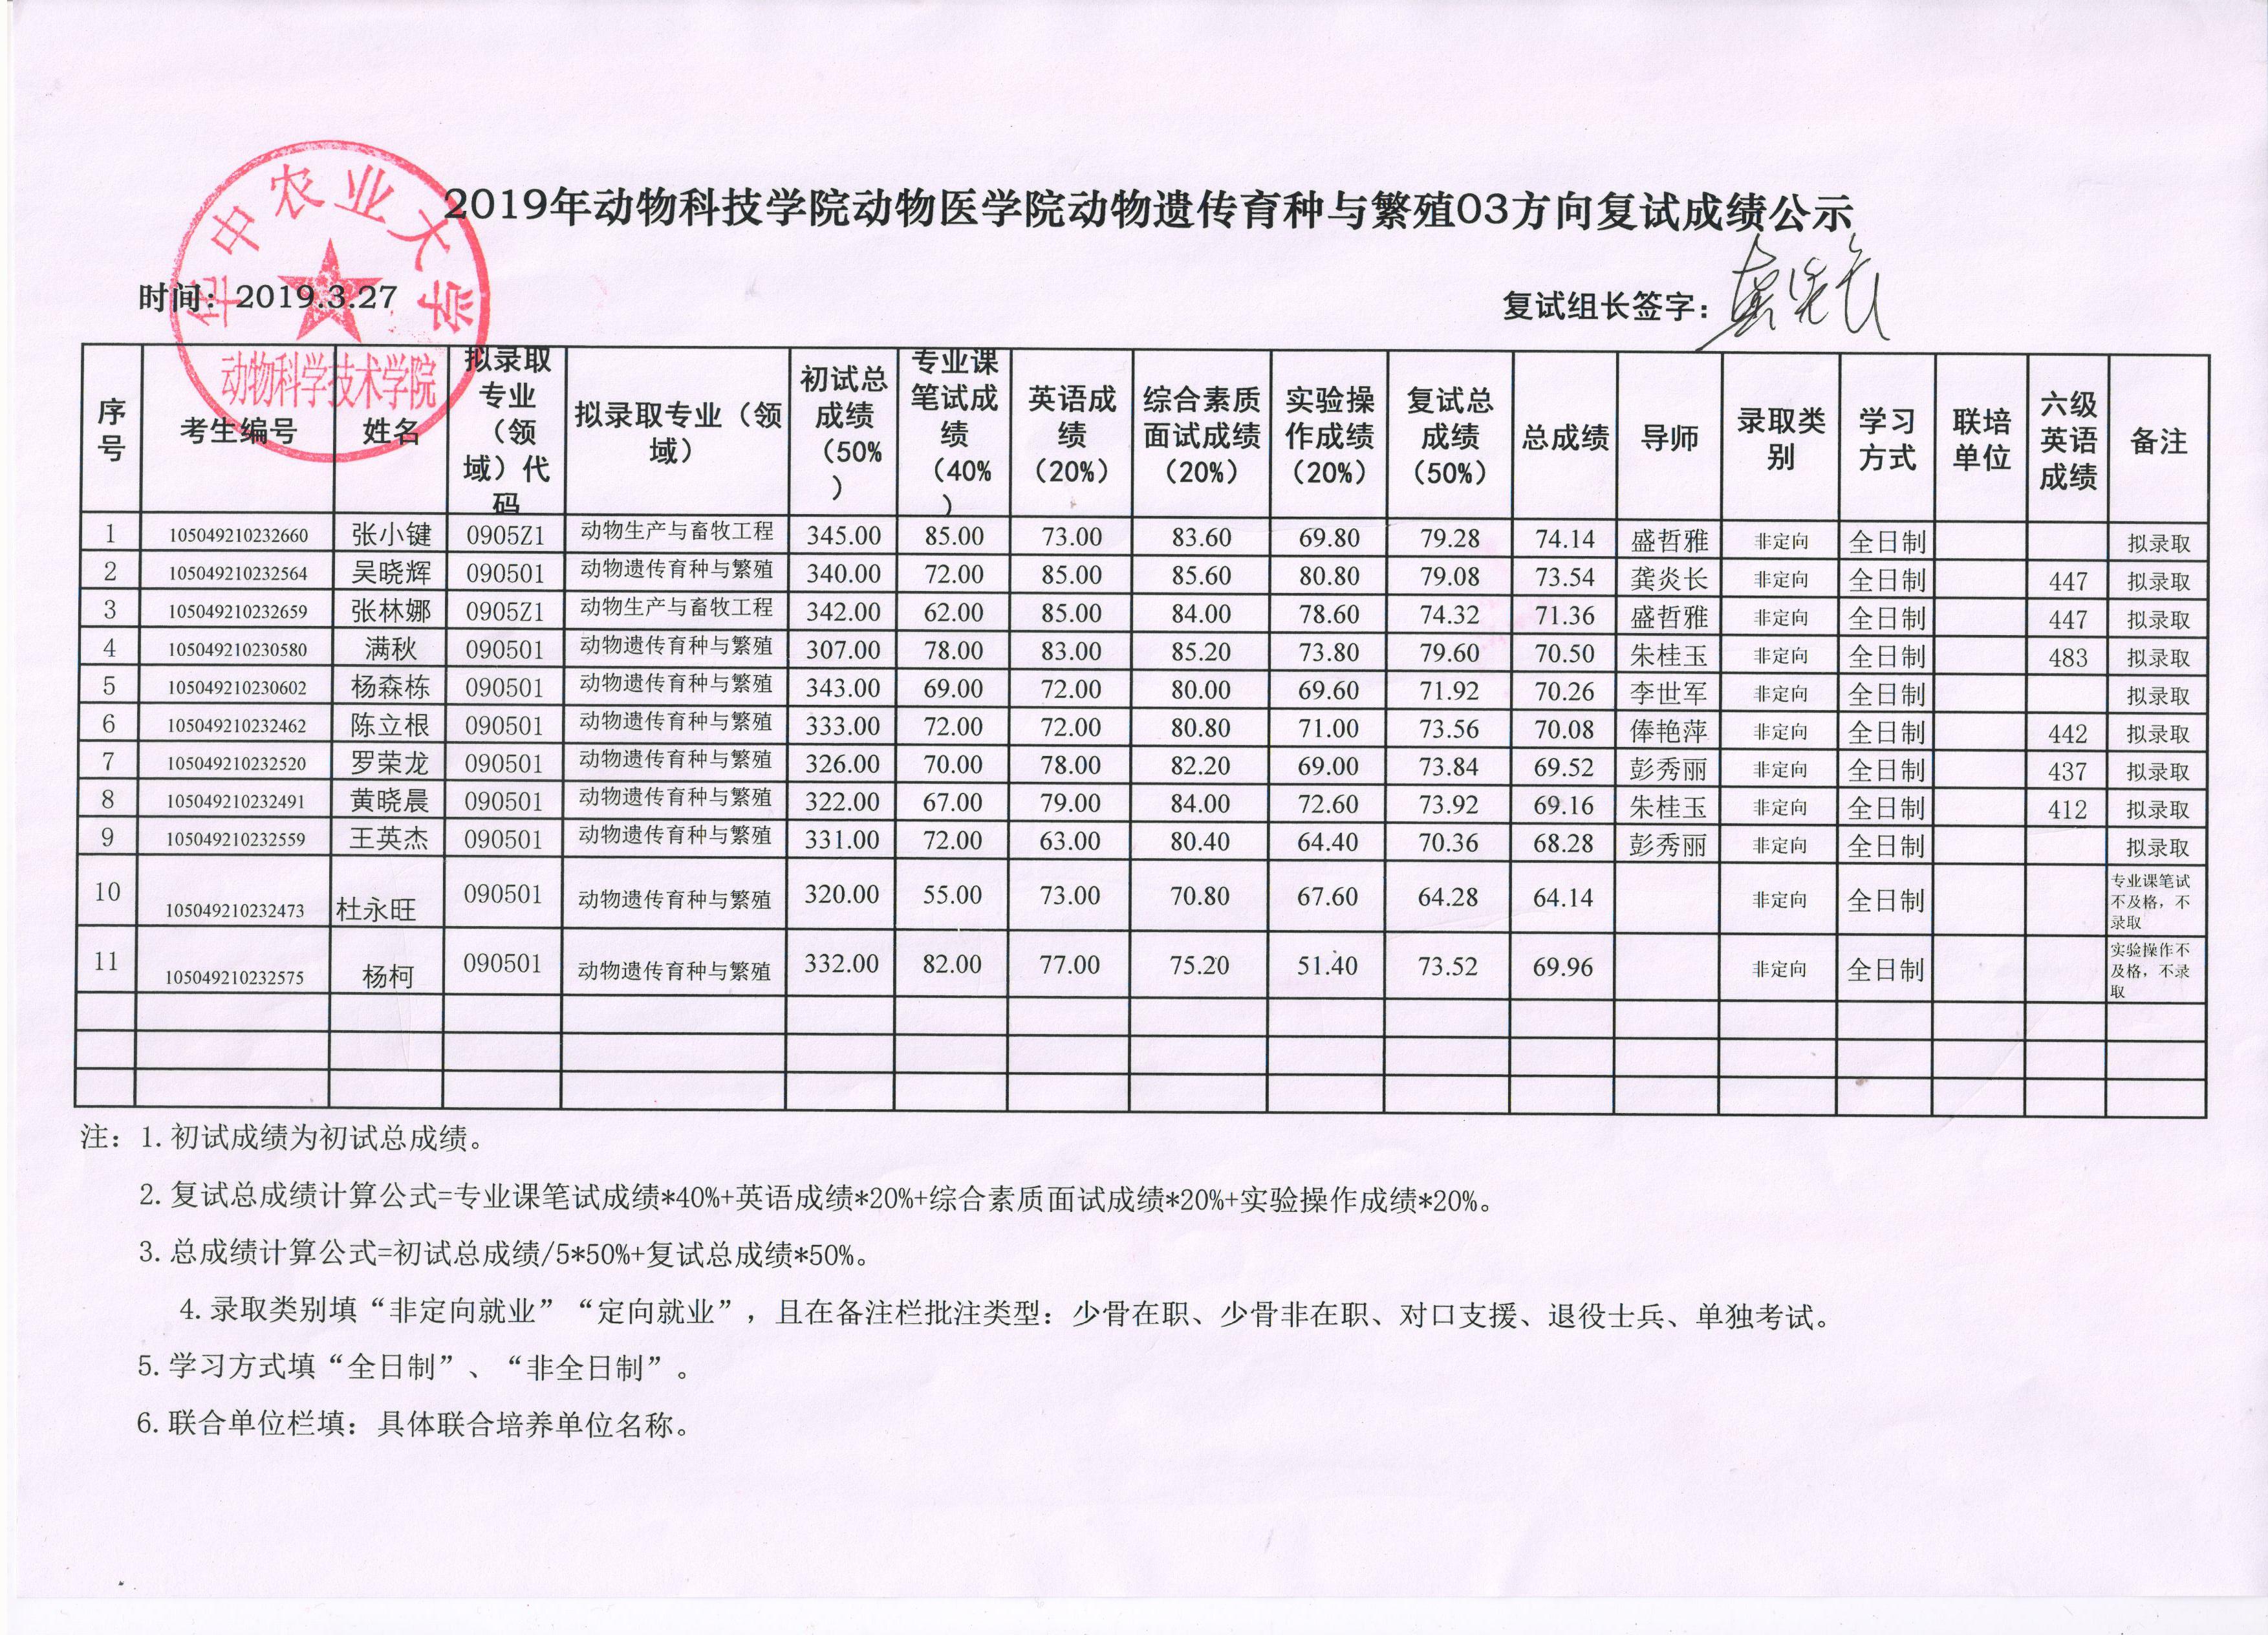 华中农业大学
动物科学技术学院
2019年动物科技学院动物医学院动物遗传育种与繁殖03方向复试成绩公示
时间：2019.3.27 复试组长签字：
序号 考生编号 姓名 拟录取专业（领域）代码 拟录取专业（领域） 初试总成绩（50%） 专业课笔试成绩（40%） 英语成绩（20%） 综合素质面试成绩（20%） 实验操作成绩（20%） 复试总成绩（50%） 总成绩 导师 录取类别 学习方式 联培单位 六级英语成绩 备注
1 105049210232660 张小键 0905Z1 动物生产与畜牧工程 345.00 85.00 73.00 83.60 69.80 79.28 74.14 盛哲雅 非定向 全日制 拟录取
2 105049210232564 吴晓辉 090501 动物遗传育种与繁殖 340.00 72.00 85.00 85.60 80.80 79.08 73.54 龚炎长 非定向 全日制 447 拟录取
3 105049210232659 张林娜 0905Z1 动物生产与畜牧工程 342.00 62.00 85.00 84.00 78.60 74.32 71.36 盛哲雅 非定向 全日制 447 拟录取
4 105049210230580 满秋 090501 动物遗传育种与繁殖 307.00 78.00 83.00 85.20 73.80 79.60 70.50 朱桂玉 非定向 全日制 483 拟录取
5 105049210230602 杨森栋 090501 动物遗传育种与繁殖 343.00 69.00 72.00 80.00 69.60 71.92 70.26 李世军 非定向 全日制 拟录取
6 105049210232462 陈立根 090501 动物遗传育种与繁殖 333.00 72.00 72.00 80.80 71.00 73.56 70.08 俸艳萍 非定向 全日制 442 拟录取
7 105049210232520 罗荣龙 090501 动物遗传育种与繁殖 326.00 70.00 78.00 82.20 69.00 73.84 69.52 彭秀丽 非定向 全日制 437 拟录取
8 105049210232491 黄晓晨 090501 动物遗传育种与繁殖 322.00 67.00 79.00 84.00 72.60 73.92 69.16 朱桂玉 非定向 全日制 412 拟录取
9 105049210232559 王英杰 090501 动物遗传育种与繁殖 331.00 72.00 63.00 80.40 64.40 70.36 68.28 彭秀丽 非定向 全日制 拟录取
10 105049210232473 杜永旺 090501 动物遗传育种与繁殖 320.00 55.00 73.00 70.80 67.60 64.28 64.14 非定向 全日制 专业课笔试不及格，不录取
11 105049210232575 杨柯 090501 动物遗传育种与繁殖 332.00 82.00 77.00 75.20 51.40 73.52 69.96 非定向 全日制 实验操作不及格，不录取
注：1.初试成绩为初试总成绩。
2.复试总成绩计算公式=专业课笔试成绩*40%+英语成绩*20%+综合素质面试成绩*20%+实验操作成绩*20%。
3.总成绩计算公式=初试总成绩/5*50%+复试总成绩*50%。
4.录取类别填“非定向就业”“定向就业”，且在备注栏批注类型：少骨在职、少骨非在职、对口支援、退役士兵、单独考试。
5.学习方式填“全日制”、“非全日制”。
6.联合单位栏填：具体联合培养单位名称。